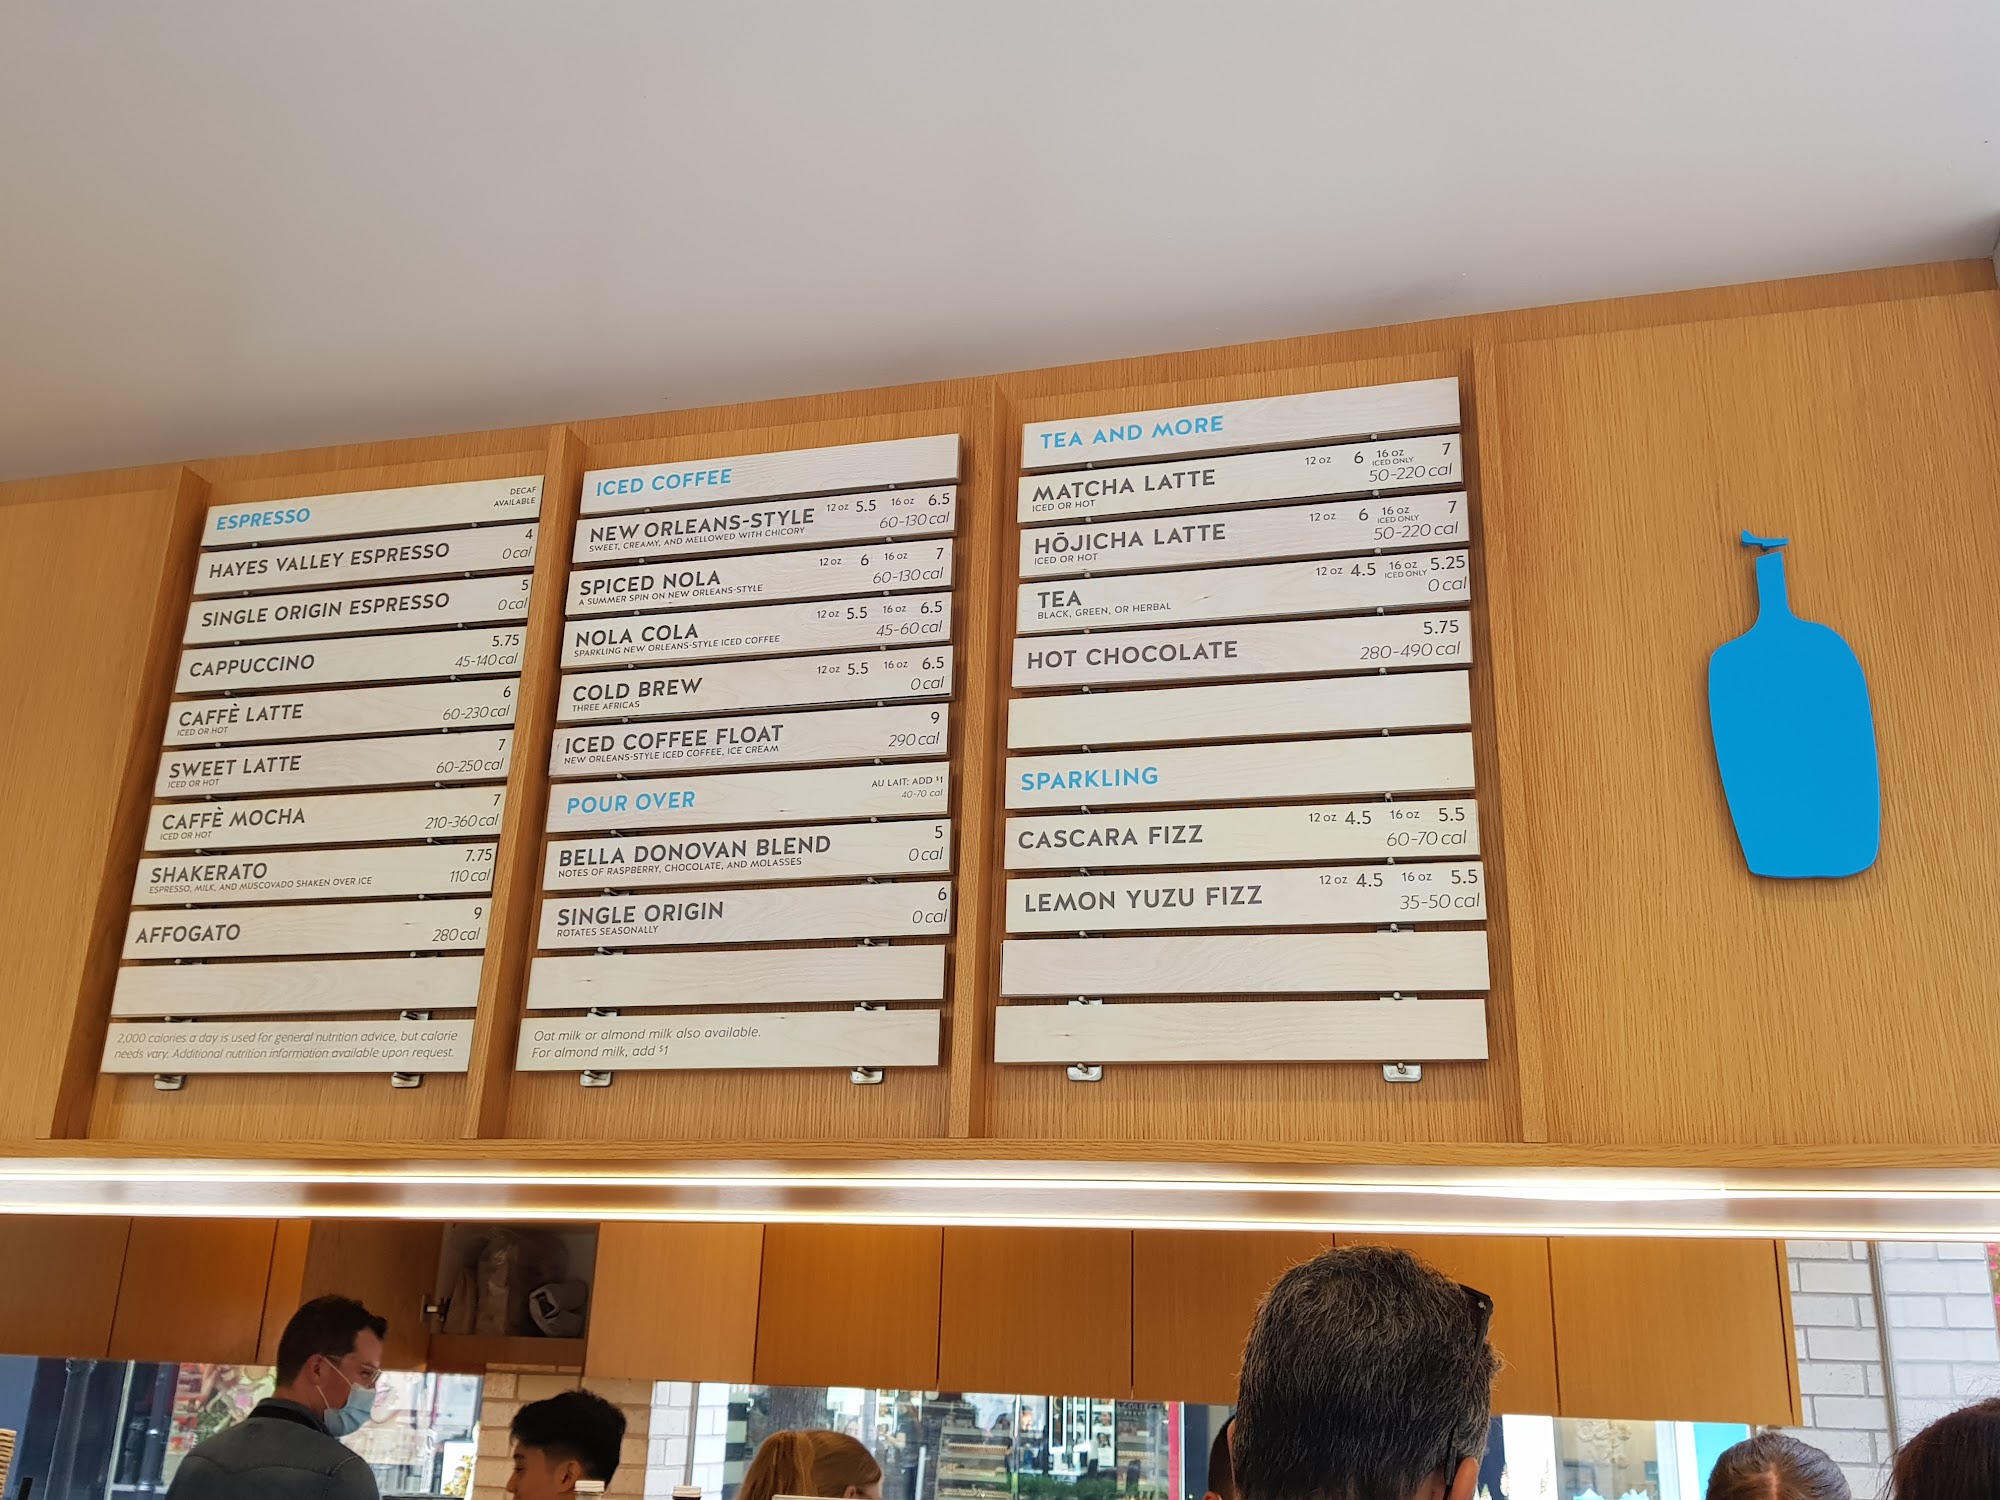 ESPRESSO
DECAF
AVAILABLE
HAYES VALLEY ESPRESSO 4
0 cal
SINGLE ORIGIN ESPRESSO 5
0 cal
CAPPUCCINO 5.75
45-140 cal
CAFFÈ LATTE 6
ICED OR HOT 60-230 cal
SWEET LATTE 7
ICED OR HOT 60-250 cal
CAFFÈ MOCHA 7
ICED OR HOT 210-360 cal
SHAKERATO 7.75
ESPRESSO, MILK, AND MUSCOVADO SHAKEN OVER ICE 110 cal
AFFOGATO 9
280 cal
2,000 calories a day is used for general nutrition advice, but calorie
needs vary. Additional nutrition information available upon request.
ICED COFFEE
NEW ORLEANS-STYLE 12 oz 5.5 16 oz 6.5
SWEET, CREAMY, AND MELLOWED WITH CHICORY 60-130 cal
SPICED NOLA 12 oz 6 16 oz 7
A SUMMER SPIN ON NEW ORLEANS-STYLE 60-130 cal
NOLA COLA 12 oz 5.5 16 oz 6.5
SPARKLING NEW ORLEANS-STYLE ICED COFFEE 45-60 cal
COLD BREW 12 oz 5.5 16 oz 6.5
THREE AFRICAS 0 cal
ICED COFFEE FLOAT 9
NEW ORLEANS-STYLE ICED COFFEE, ICE CREAM 290 cal
POUR OVER AU LAIT: ADD $1
40-70 cal
BELLA DONOVAN BLEND 5
NOTES OF RASPBERRY, CHOCOLATE, AND MOLASSES 0 cal
SINGLE ORIGIN 6
ROTATES SEASONALLY 0 cal
Oat milk or almond milk also available.
For almond milk, add $1
TEA AND MORE
MATCHA LATTE 12 oz 6 16 oz ICED ONLY 7
ICED OR HOT 50-220 cal
HŌJICHA LATTE 12 oz 6 16 oz ICED ONLY 7
ICED OR HOT 50-220 cal
TEA 12 oz 4.5 16 oz ICED ONLY 5.25
BLACK, GREEN, OR HERBAL 0 cal
HOT CHOCOLATE 5.75
280-490 cal
SPARKLING
CASCARA FIZZ 12 oz 4.5 16 oz 5.5
60-70 cal
LEMON YUZU FIZZ 12 oz 4.5 16 oz 5.5
35-50 cal